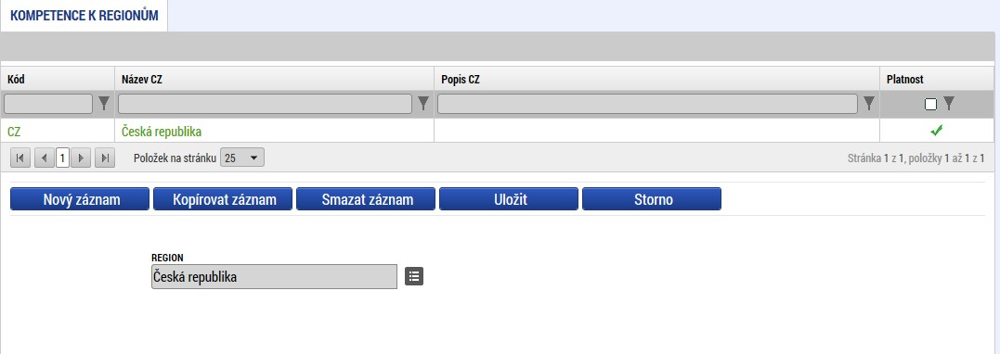 KOMPETENCE K REGIONŮM
Kód Název CZ Popis CZ Platnost
CZ Česká republika
1 Položek na stránku 25 Stránka 1 z 1, položky 1 až 1 z 1
Nový záznam Kopírovat záznam Smazat záznam Uložit Storno
REGION
Česká republika